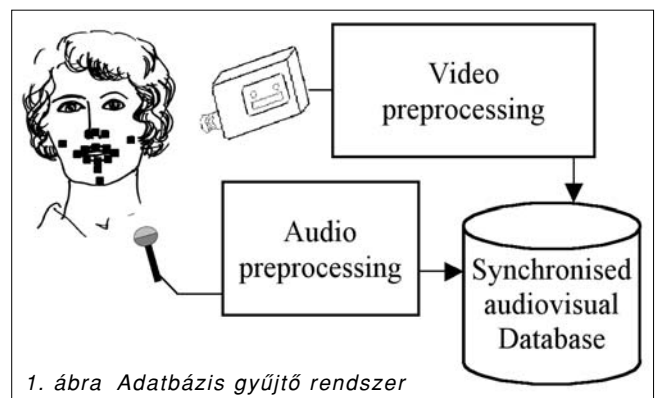 Video
preprocessing
Audio
preprocessing
Synchronised
audiovisual
Database
1. ábra Adatbázis gyűjtő rendszer